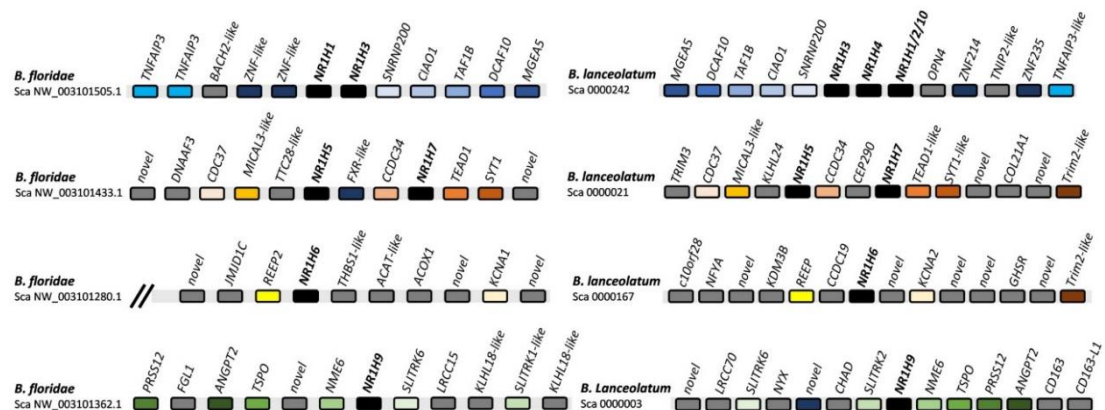 TNFAIP3 TNFAIP3 BACH2-like ZNF-like ZNF-like NR1H1 NR1H3 SNRNP200 CIAO1 TAF1B DCAF10 MGEA5
B. floridae
Sca NW_003101505.1
MGEA5 DCAF10 TAF1B CIAO1 SNRNP200 NR1H3 NR1H4 NR1H1/2/10 OPN4 ZNF214 TNIP2-like ZNF235 TNFAIP3-like
B. lanceolatum
Sca 0000242
novel DNAAF3 CDC37 MICAL3-like TTC28-like NR1H5 FXR-like CCDC34 NR1H7 TEAD1 SYT1 novel
B. floridae
Sca NW_003101433.1
TRIM3 CDC37 MICAL3-like KLHL24 NR1H5 CCDC34 CEP290 NR1H7 TEAD1-like SYT1-like novel COL21A1 novel Trim2-like
B. lanceolatum
Sca 0000021
novel JMJD1C REEP2 NR1H6 THBS1-like ACAT-like ACOX1 novel KCNA1 novel
B. floridae
Sca NW_003101280.1
c10orf28 NFYA novel KDM3B REEP CCDC19 NR1H6 novel KCNA2 novel novel GHSR novel Trim2-like
B. lanceolatum
Sca 0000167
PRSS12 FGL1 ANGPT2 TSPO novel NME6 NR1H9 SLITRK6 LRCC15 KLHL18-like SLITRK1-like KLHL18-like
B. floridae
Sca NW_003101362.1
novel LRCC70 SLITRK6 NYX novel CHAD SLITRK2 NR1H9 NME6 TSPO PRSS12 ANGPT2 CD163 CD163-L1
B. Lanceolatum
Sca 0000003